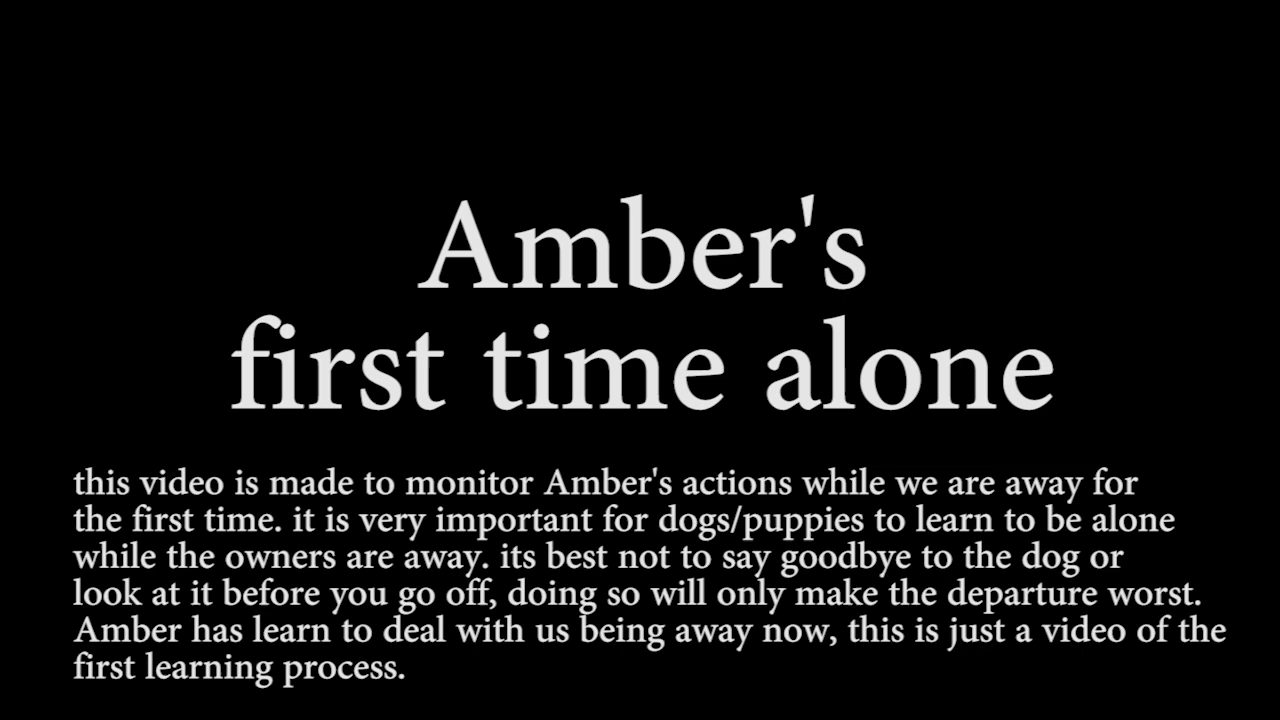 Amber's
first time alone
this video is made to monitor Amber's actions while we are away for
the first time. it is very important for dogs/puppies to learn to be alone
while the owners are away. its best not to say goodbye to the dog or
look at it before you go off, doing so will only make the departure worst.
Amber has learn to deal with us being away now, this is just a video of the
first learning process.